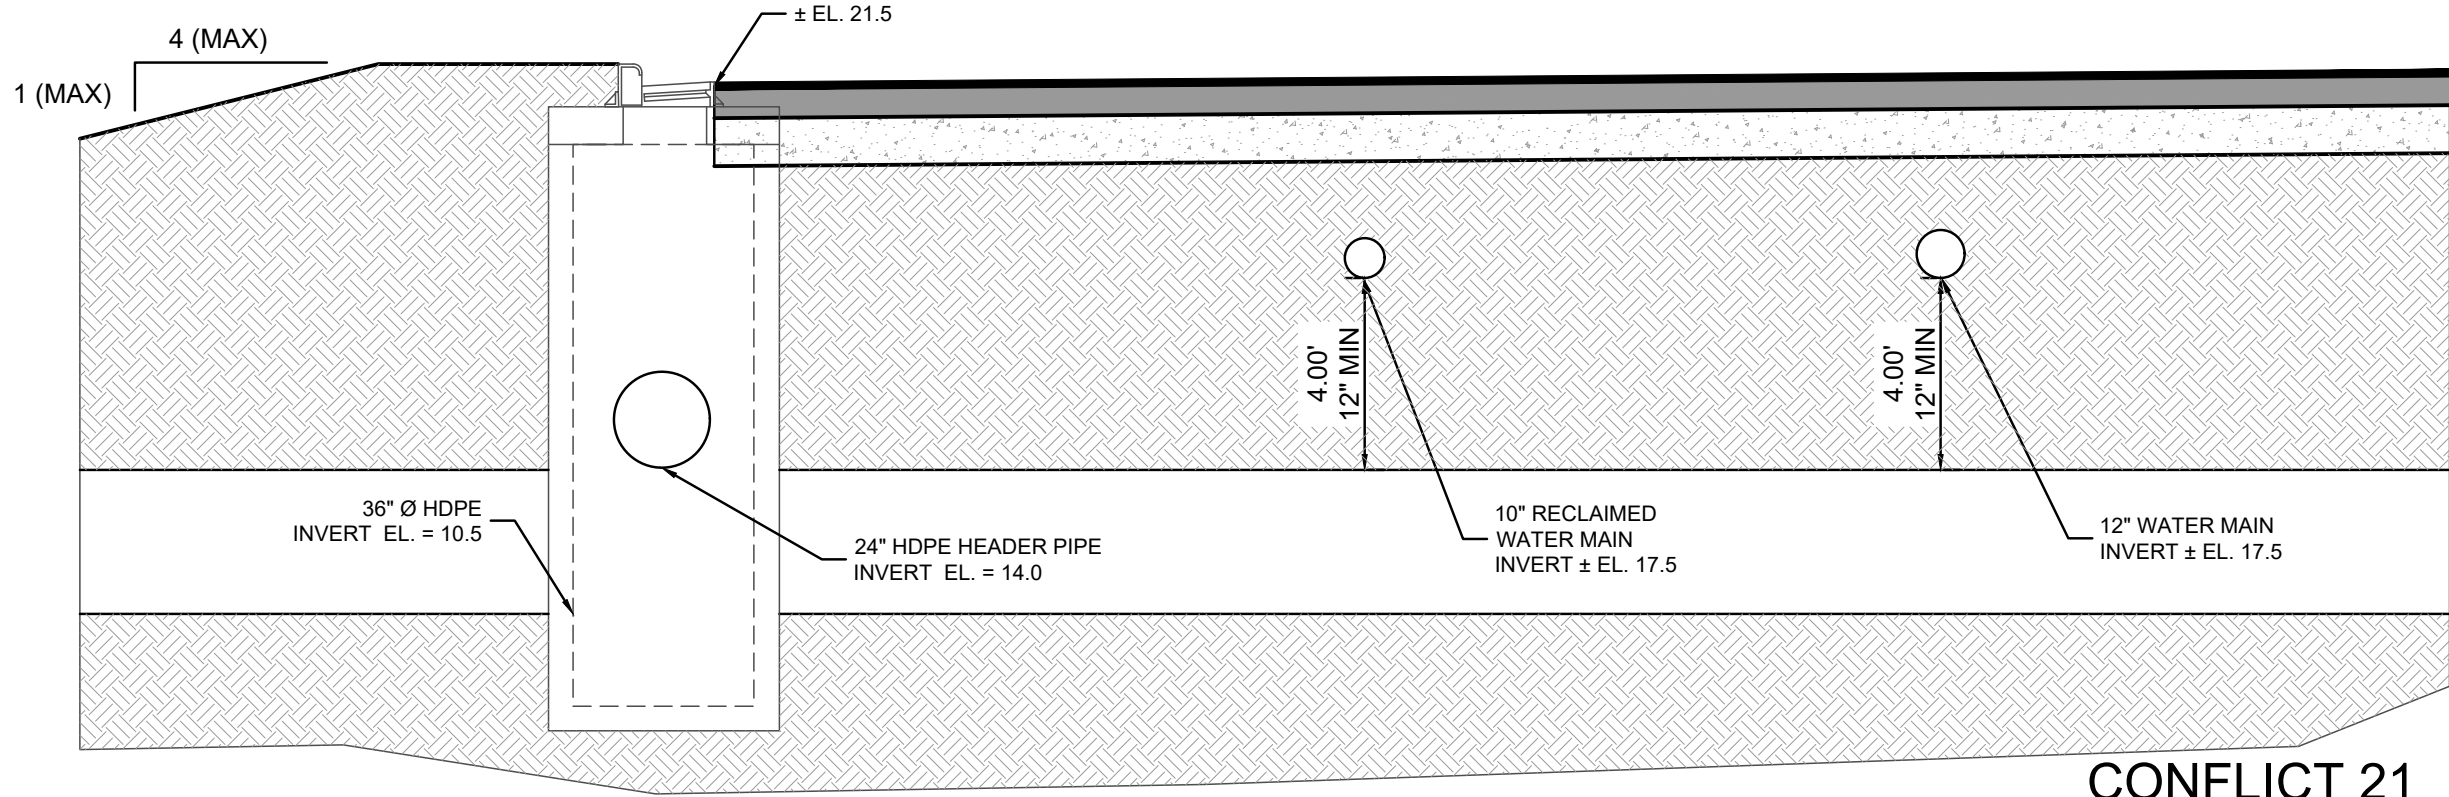 ± EL. 21.5
4 (MAX)
1 (MAX)
4.00'
12" MIN
4.00'
12" MIN
36" Ø HDPE
INVERT EL. = 10.5
24" HDPE HEADER PIPE
INVERT EL. = 14.0
10" RECLAIMED
WATER MAIN
INVERT ± EL. 17.5
12" WATER MAIN
INVERT ± EL. 17.5
CONFLICT 21